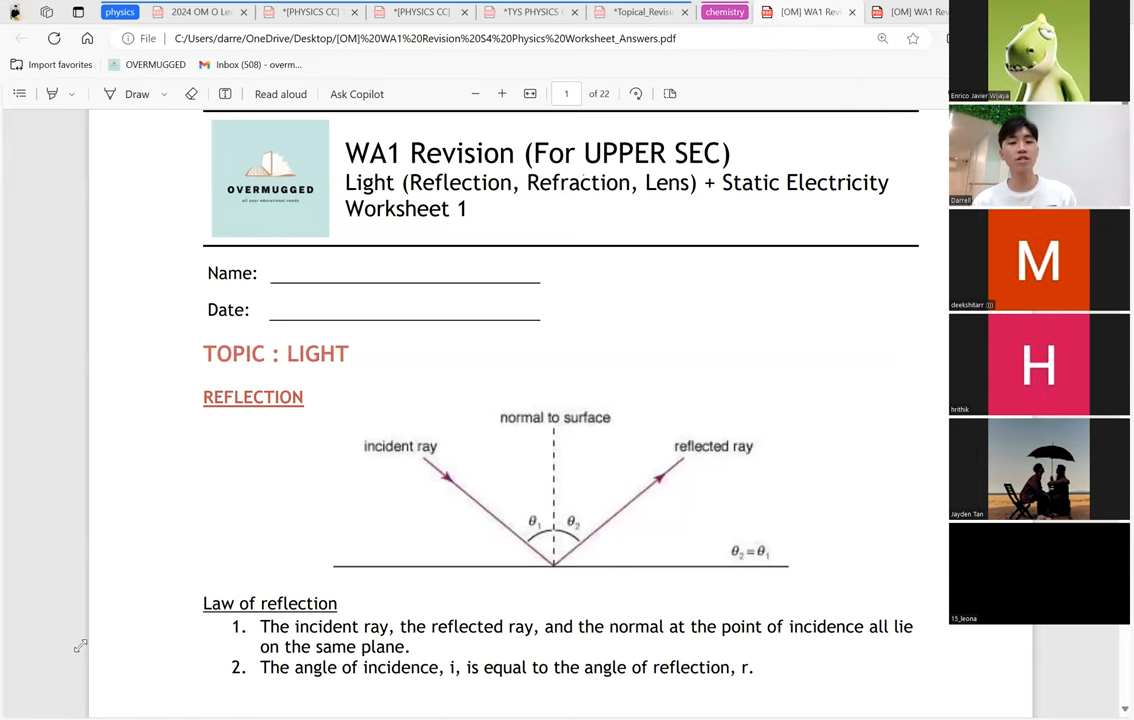 physics
2024 OM O Le
*[PHYSICS CC]
*[PHYSICS CC]
*TYS PHYSICS
*Topical_Revisi
chemistry
[OM] WA1 Revi
[OM] WA1 Rev
File
C:/Users/darre/OneDrive/Desktop/[OM]%20WA1%20Revision%20S4%20Physics%20Worksheet_Answers.pdf
Import favorites
OVERMUGGED
Inbox (508) - overm...
Draw
Read aloud
Ask Copilot
1
of 22
OVERMUGGED
all your educational needs
WA1 Revision (For UPPER SEC)
Light (Reflection, Refraction, Lens) + Static Electricity
Worksheet 1
Name:
Date:
TOPIC : LIGHT
REFLECTION
normal to surface
incident ray
reflected ray
θ1
θ2
θ2 = θ1
Law of reflection
1. The incident ray, the reflected ray, and the normal at the point of incidence all lie
on the same plane.
2. The angle of incidence, i, is equal to the angle of reflection, r.
Enrico Javier Wijaya
Darrell
M
deekshitarr
H
hrithik
Jayden Tan
15_leona